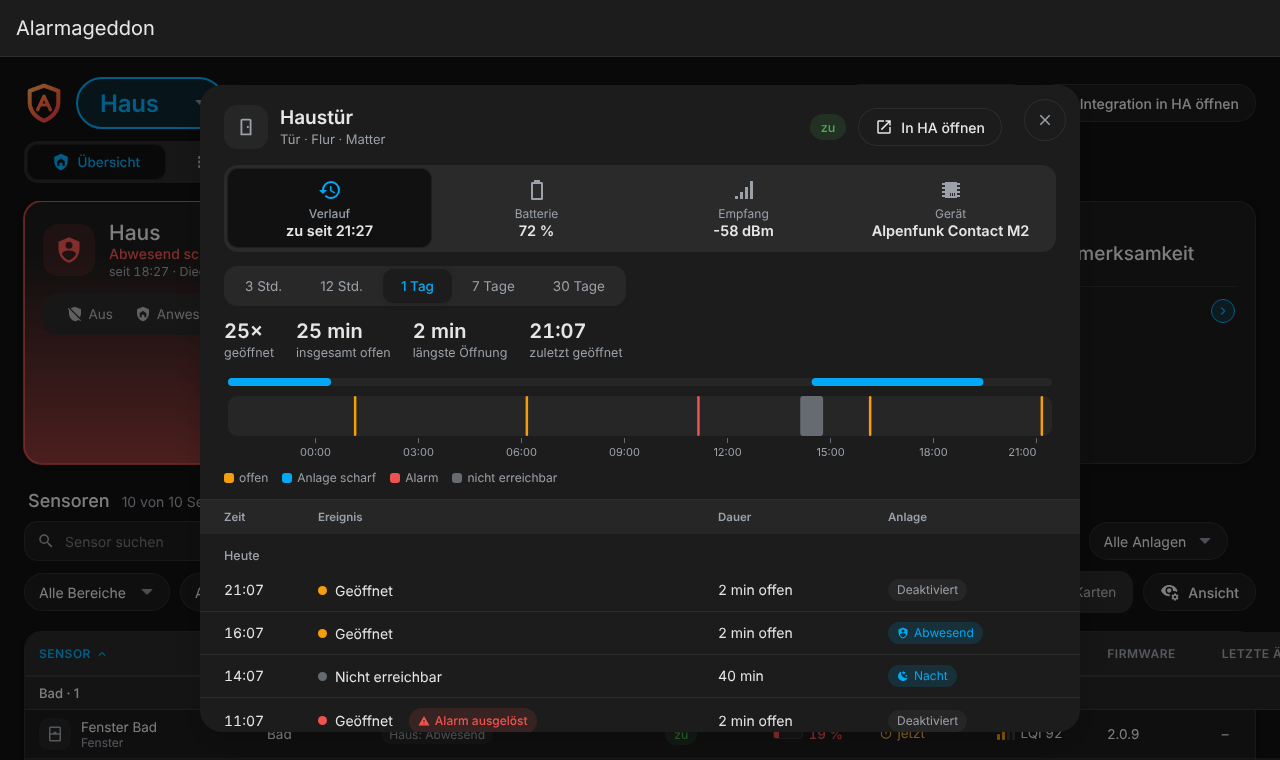 Alarmageddon
Haus
Integration in HA öffnen
Übersicht
Haus
Abwesend
seit 18:27
Aus
Haustür
Tür · Flur · Matter
zu
In HA öffnen
Verlauf
zu seit 21:27
Batterie
72 %
Empfang
-58 dBm
Gerät
Alpenfunk Contact M2
3 Std.
12 Std.
1 Tag
7 Tage
30 Tage
25×
geöffnet
25 min
insgesamt offen
2 min
längste Öffnung
21:07
zuletzt geöffnet
00:00 03:00 06:00 09:00 12:00 15:00 18:00 21:00
offen Anlage scharf Alarm nicht erreichbar
Zeit Ereignis Dauer Anlage
Heute
21:07 Geöffnet 2 min offen Deaktiviert
16:07 Geöffnet 2 min offen Abwesend
14:07 Nicht erreichbar 40 min Nacht
11:07 Geöffnet Alarm ausgelöst 2 min offen Deaktiviert
Sensoren 10 von 10
Sensor suchen
Alle Anlagen
Alle Bereiche
Karten
Ansicht
SENSOR
FIRMWARE
LETZTE
Bad · 1
Fenster Bad
Fenster
Bad
Haus: Abwesend
zu
19 %
jetzt
LQI 92
2.0.9
–